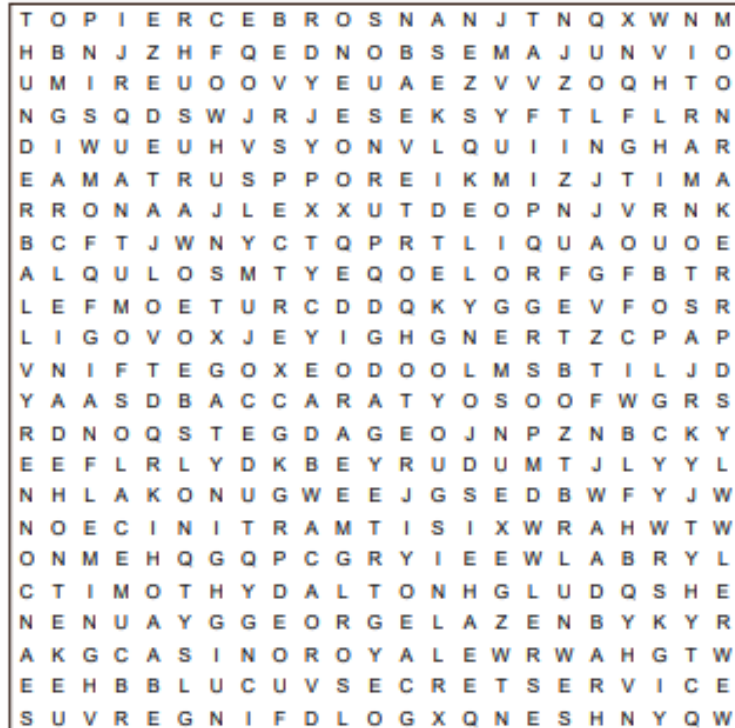 T O P I E R C E B R O S N A N J T N Q X W N M
H B N J Z H F Q E D N O B S E M A J U N V I O
U M I R E U O O V Y E U A E Z V V Z O Q H T O
N G S Q D S W J R J E S E K S Y F T L F L R N
D I W U E U H V S Y O N V L Q U I I N G H A R
E A M A T R U S P P O R E I K M I Z J T I M A
R R O N A A J L E X X U T D E O P N J V R N K
B C F T J W N Y C T Q P R T L I Q U A O U O E
A L Q U L O S M T Y E Q O E L O R F G F B T R
L E F M O E T U R C D D Q K Y G G E V F O S R
L I G O V O X J E Y I G H G N E R T Z C P A P
V N I F T E G O X E O D O O L M S B T I L J D
Y A A S D B A C C A R A T Y O S O O F W G R S
R D N O Q S T E G D A G E O J N P Z N B C K Y
E E F L R L Y D K B E Y R U D U M T J L Y Y L
N H L A K O N U G W E E J G S E D B W F Y J W
N O E C I N I T R A M T I S I X W R A H W T W
O N M E H Q G Q P C G R Y I E E W L A B R Y L
C T I M O T H Y D A L T O N H G L U D Q S H E
N E N U A Y G G E O R G E L A Z E N B Y K Y R
A K G C A S I N O R O Y A L E W R W A H G T W
E E H B B L U C U V S E C R E T S E R V I C E
S U V R E G N I F D L O G X Q N E S H N Y Q W